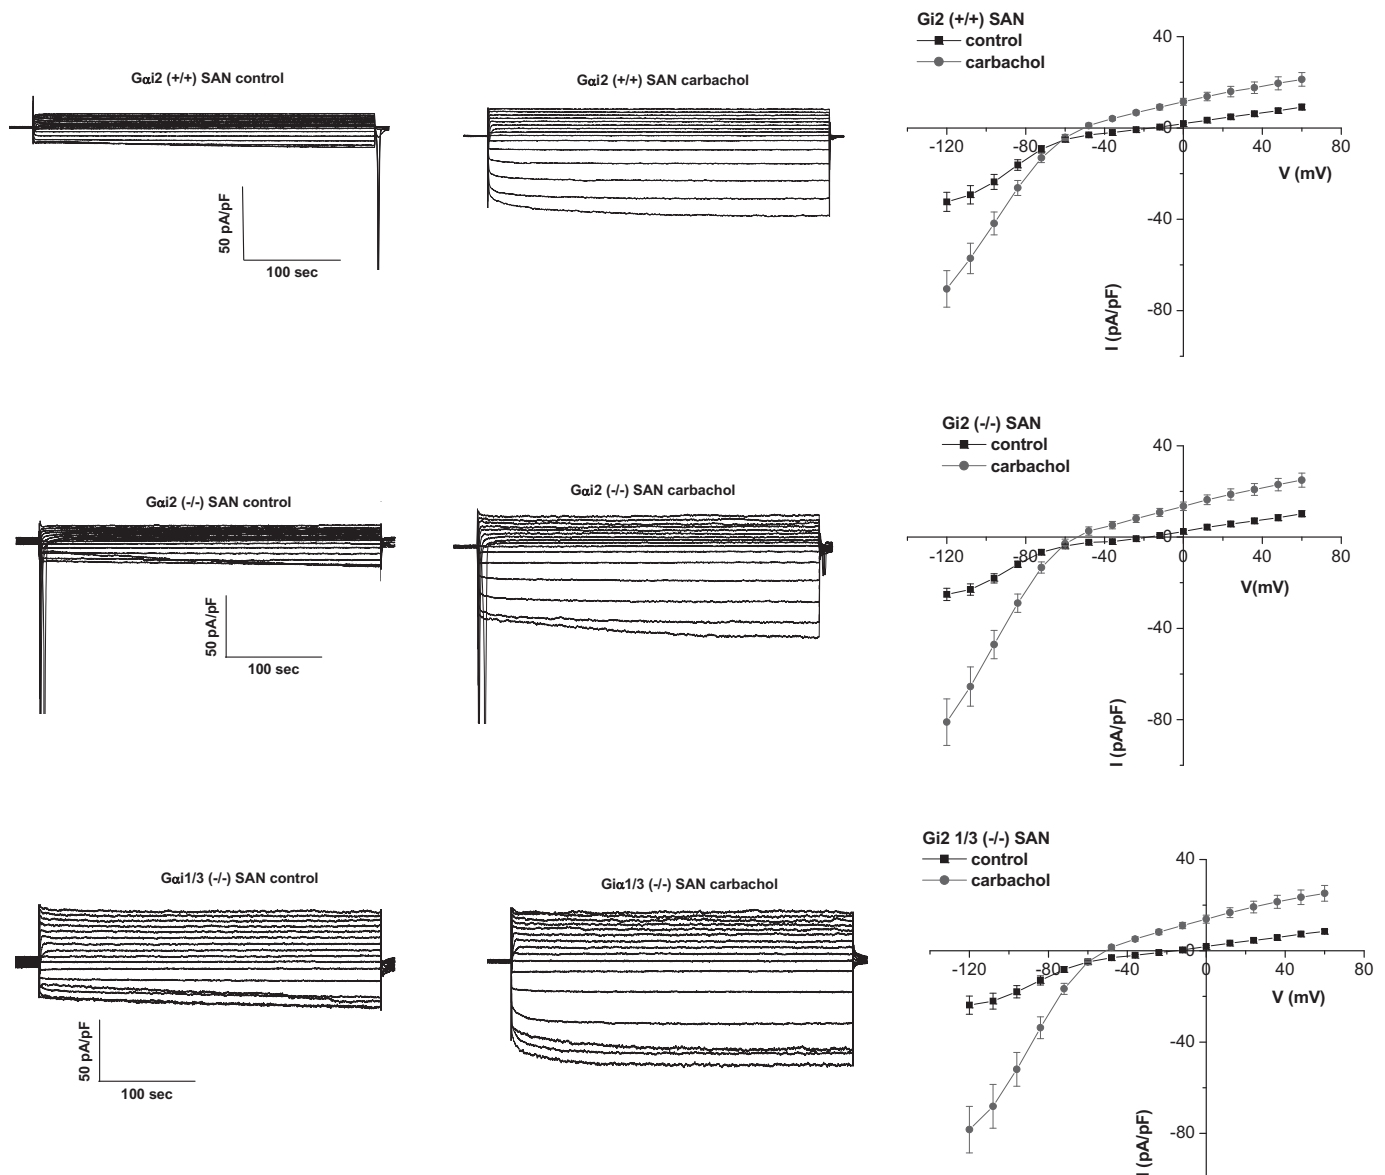 Gαi2 (+/+) SAN control
50 pA/pF
100 sec
Gαi2 (+/+) SAN carbachol
Gi2 (+/+) SAN
control
carbachol
40
-120
-80
-40
0
0
40
80
V (mV)
-40
-80
I (pA/pF)
Gαi2 (-/-) SAN control
50 pA/pF
100 sec
Gαi2 (-/-) SAN carbachol
Gi2 (-/-) SAN
control
carbachol
40
-120
-80
-40
0
0
40
80
V(mV)
-40
-80
I (pA/pF)
Gαi1/3 (-/-) SAN control
50 pA/pF
100 sec
Giα1/3 (-/-) SAN carbachol
Gi2 1/3 (-/-) SAN
control
carbachol
40
-120
-80
-40
0
0
40
80
V (mV)
-40
-80
I (pA/pF)